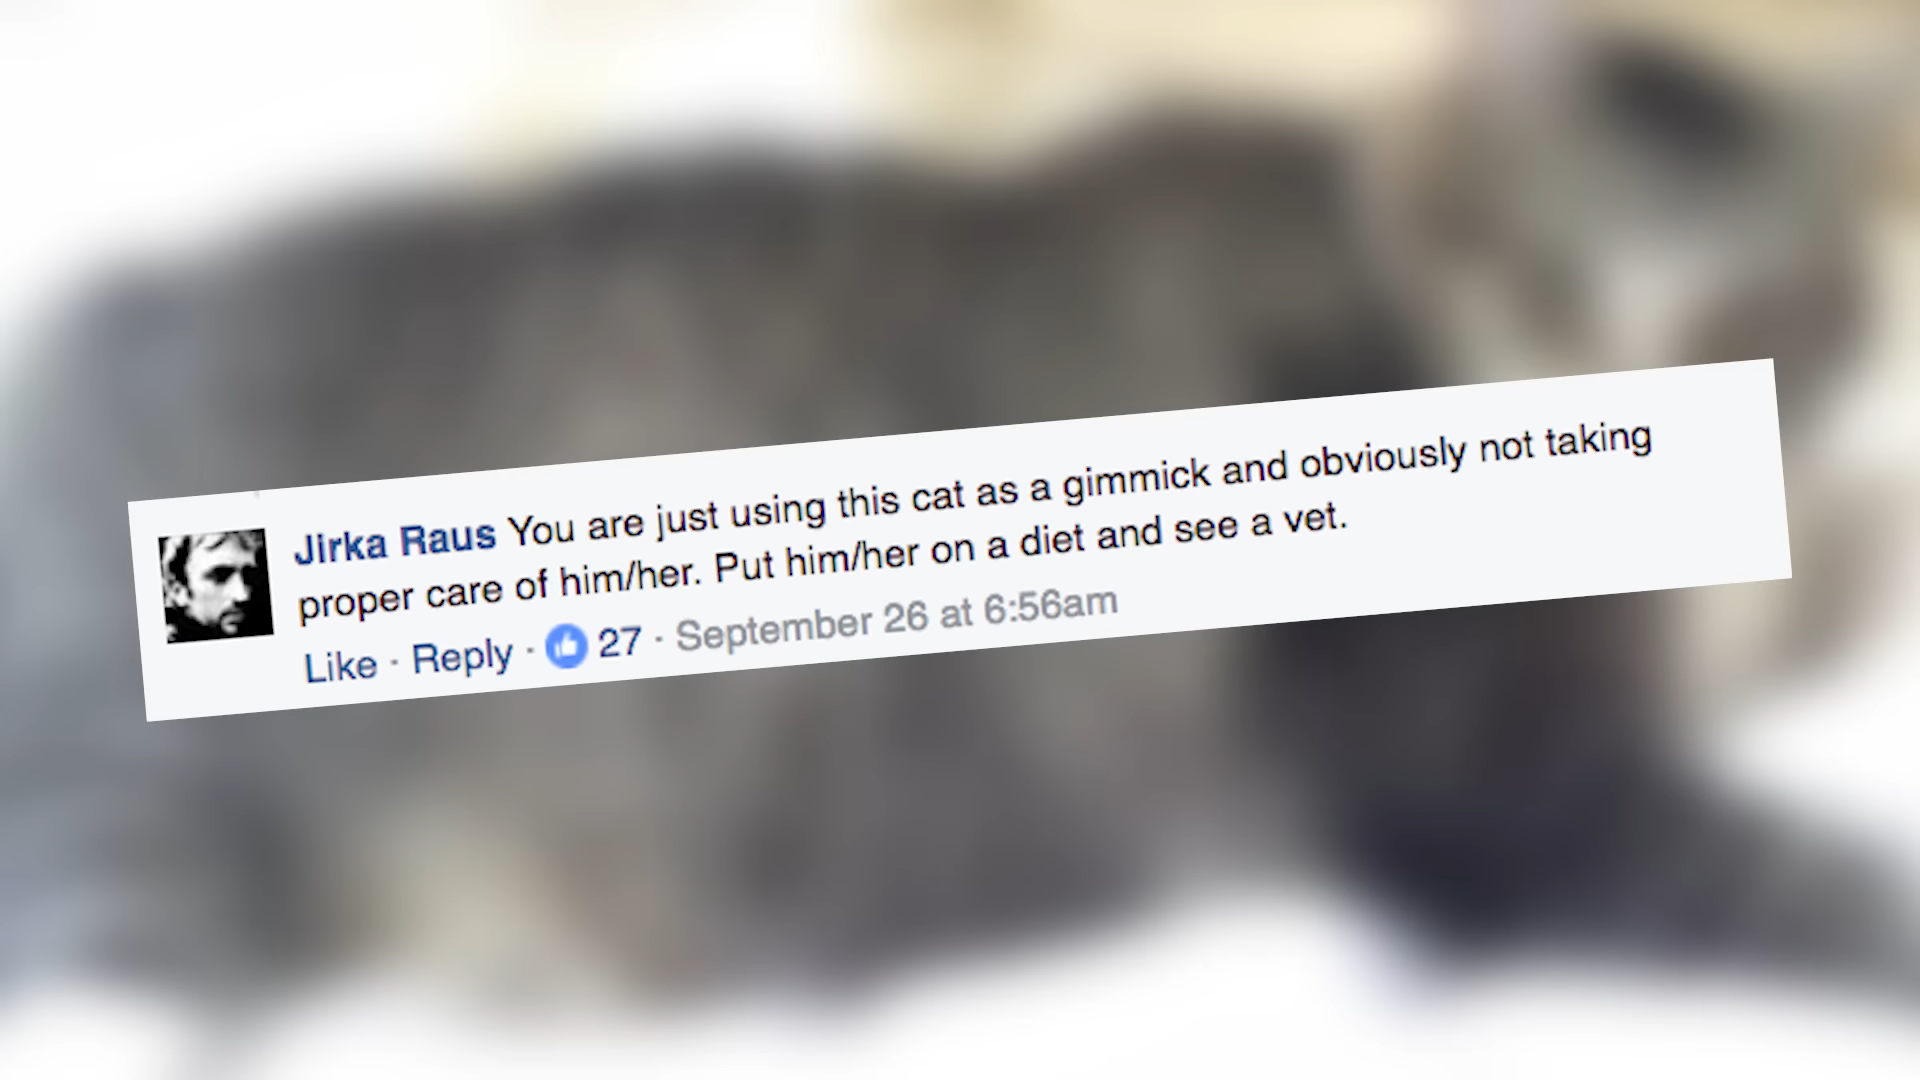 Jirka Raus You are just using this cat as a gimmick and obviously not taking
proper care of him/her. Put him/her on a diet and see a vet.
Like · Reply · 27 · September 26 at 6:56am